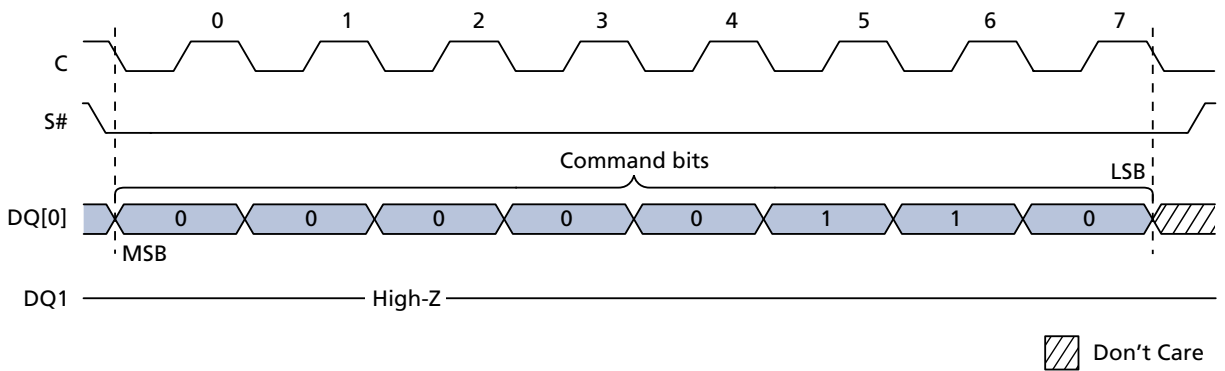 0 1 2 3 4 5 6 7
C
S#
Command bits
LSB
DQ[0] 0 0 0 0 0 1 1 0
MSB
DQ1 High-Z
Don't Care